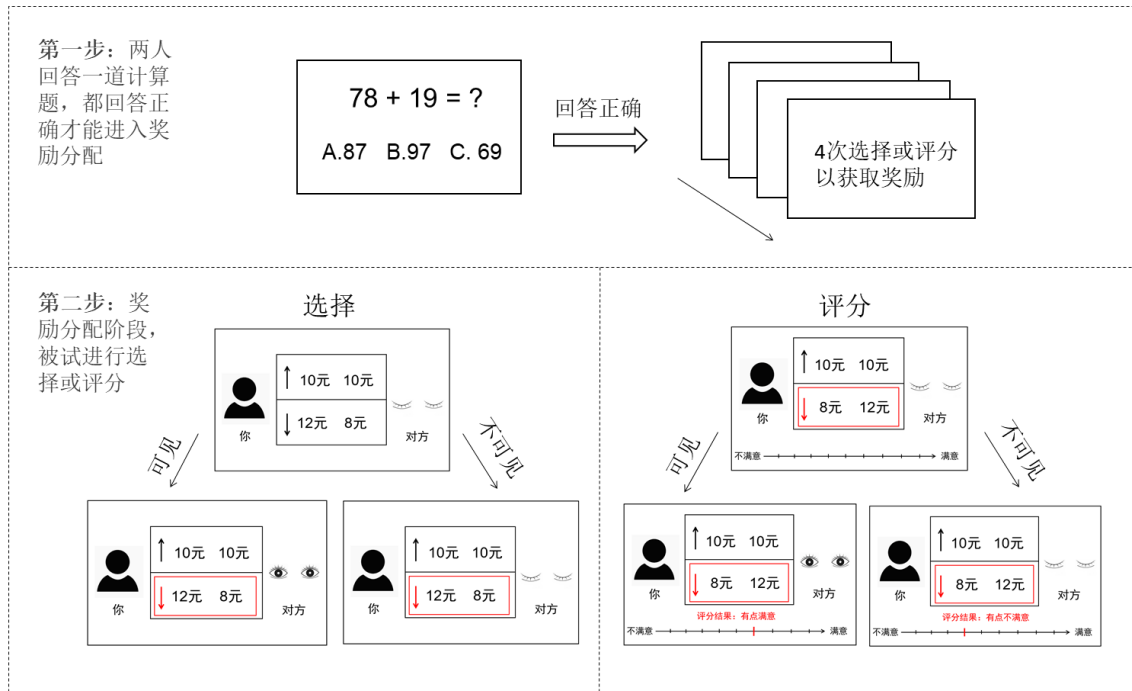 第一步：两人
回答一道计算
题，都回答正
确才能进入奖
励分配
78 + 19 = ?
A.87 B.97 C. 69
回答正确
4次选择或评分
以获取奖励
第二步：奖
励分配阶段，
被试进行选
择或评分
选择
10元 10元
12元 8元
你
对方
可见
不可见
10元 10元
12元 8元
你
对方
10元 10元
12元 8元
你
对方
评分
10元 10元
8元 12元
你
对方
不满意
满意
可见
不可见
10元 10元
8元 12元
你
对方
评分结果：有点满意
不满意
满意
10元 10元
8元 12元
你
对方
评分结果：有点不满意
不满意
满意